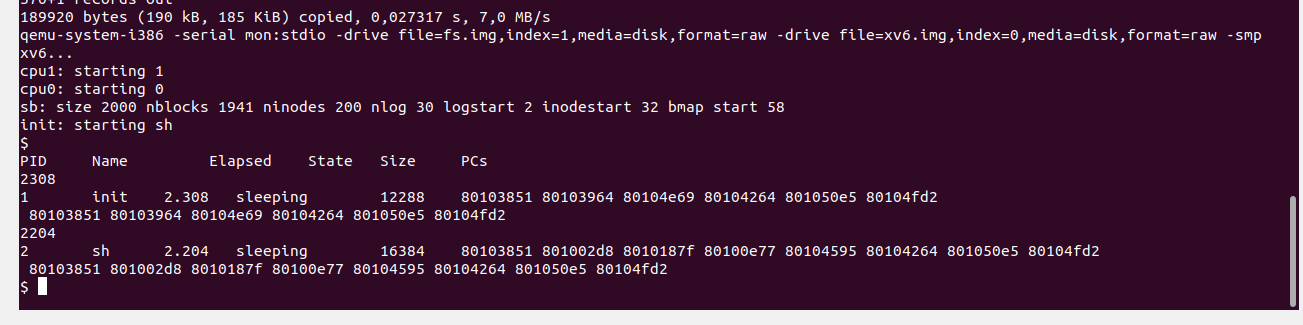 189920 bytes (190 kB, 185 KiB) copied, 0,027317 s, 7,0 MB/s
qemu-system-i386 -serial mon:stdio -drive file=fs.img,index=1,media=disk,format=raw -drive file=xv6.img,index=0,media=disk,format=raw -smp
xv6...
cpu1: starting 1
cpu0: starting 0
sb: size 2000 nblocks 1941 ninodes 200 nlog 30 logstart 2 inodestart 32 bmap start 58
init: starting sh
$
PID Name Elapsed State Size PCs
2308
1 init 2.308 sleeping 12288 80103851 80103964 80104e69 80104264 801050e5 80104fd2
80103851 80103964 80104e69 80104264 801050e5 80104fd2
2204
2 sh 2.204 sleeping 16384 80103851 801002d8 8010187f 80100e77 80104595 80104264 801050e5 80104fd2
80103851 801002d8 8010187f 80100e77 80104595 80104264 801050e5 80104fd2
$